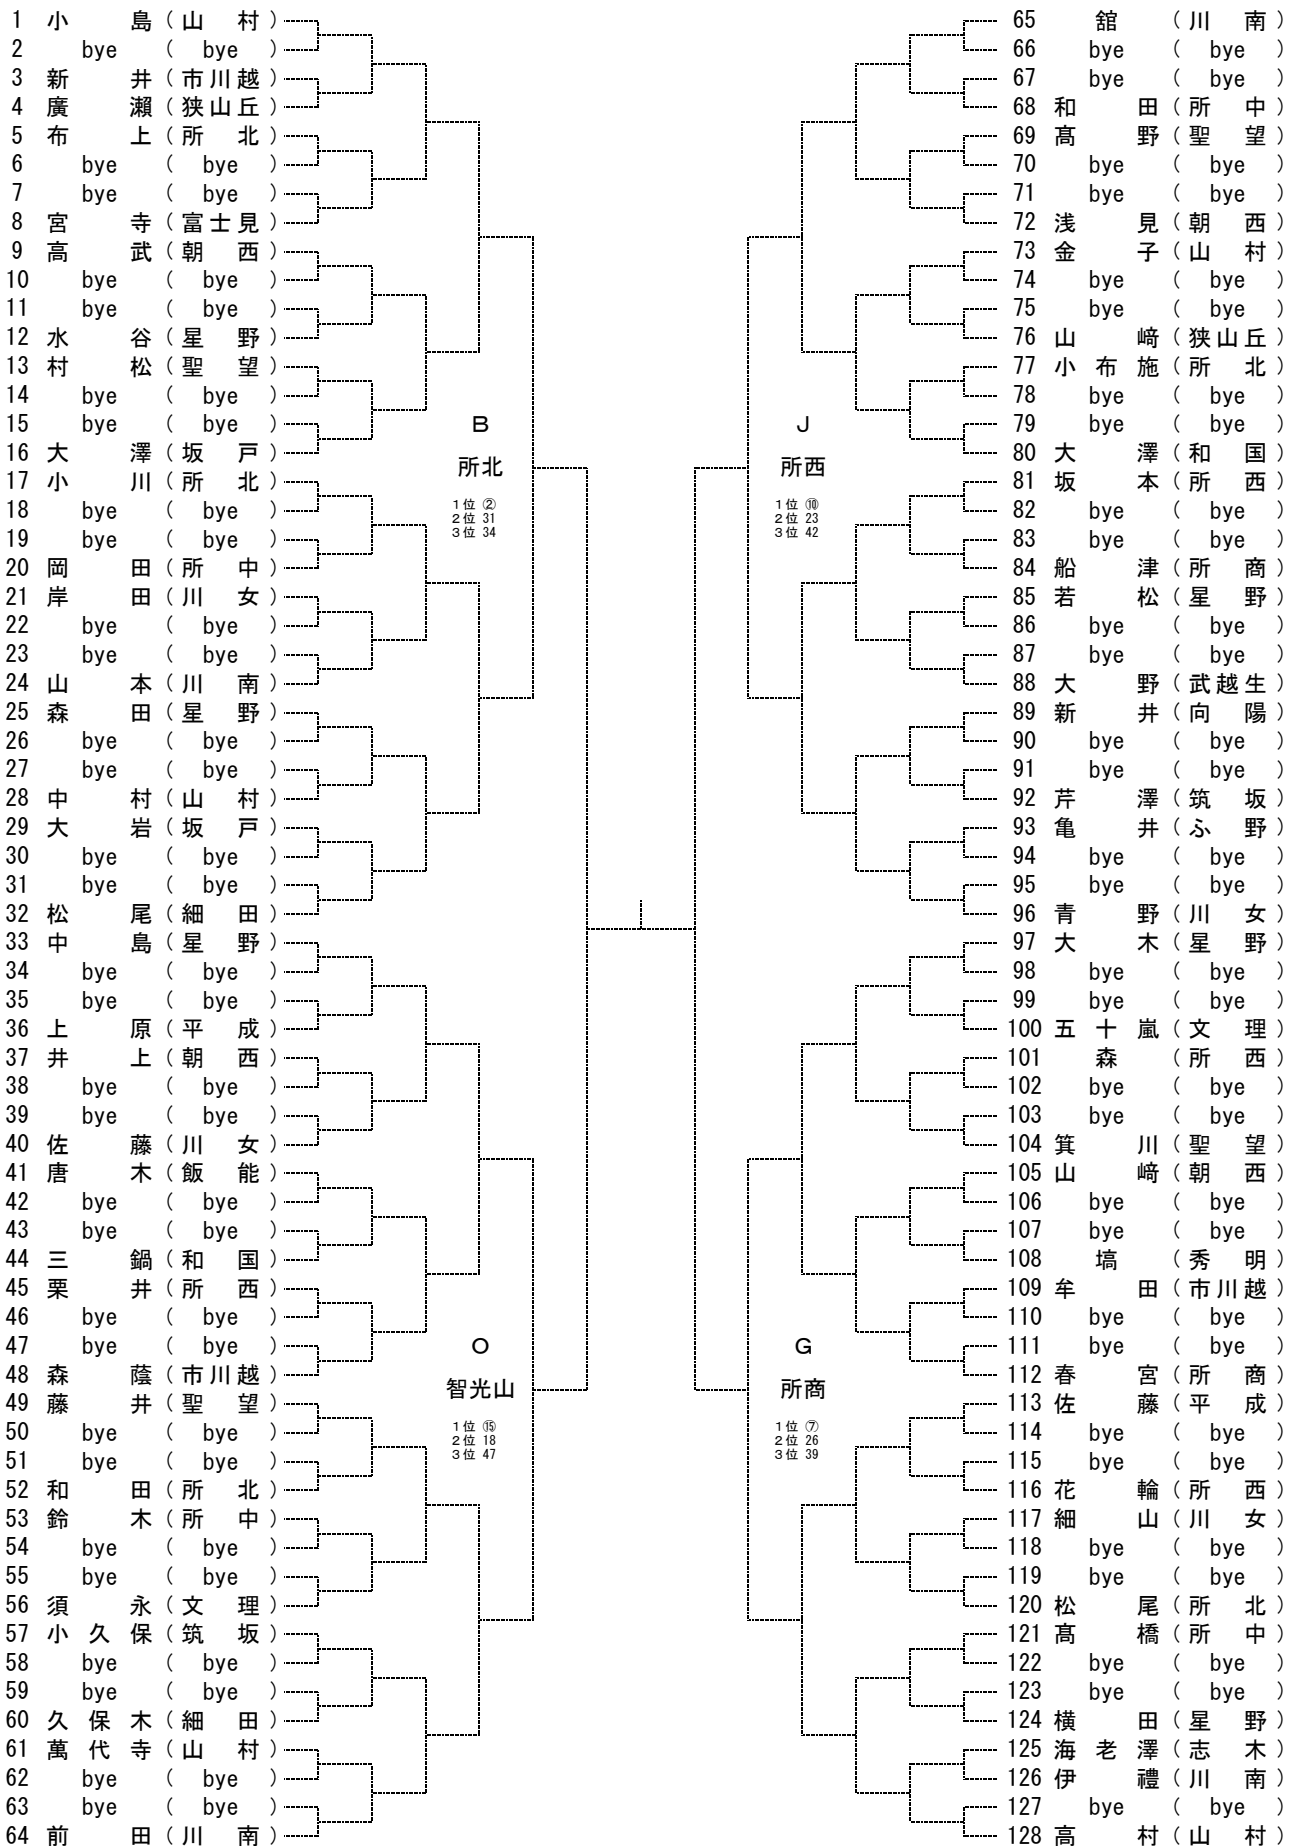 1 小島（山村）
2 bye（bye）
3 新井（市川越）
4 廣瀬（狭山丘）
5 布上（所北）
6 bye（bye）
7 bye（bye）
8 宮寺（富士見）
9 高武（朝西）
10 bye（bye）
11 bye（bye）
12 水谷（星野）
13 村松（聖望）
14 bye（bye）
15 bye（bye）
16 大澤（坂戸）
17 小川（所北）
18 bye（bye）
19 bye（bye）
20 岡田（所中）
21 岸田（川女）
22 bye（bye）
23 bye（bye）
24 山本（川南）
25 森田（星野）
26 bye（bye）
27 bye（bye）
28 中村（山村）
29 大岩（坂戸）
30 bye（bye）
31 bye（bye）
32 松尾（細田）
33 中島（星野）
34 bye（bye）
35 bye（bye）
36 上原（平成）
37 井上（朝西）
38 bye（bye）
39 bye（bye）
40 佐藤（川女）
41 唐木（飯能）
42 bye（bye）
43 bye（bye）
44 三鍋（和国）
45 栗井（所西）
46 bye（bye）
47 bye（bye）
48 森蔭（市川越）
49 藤井（聖望）
50 bye（bye）
51 bye（bye）
52 和田（所北）
53 鈴木（所中）
54 bye（bye）
55 bye（bye）
56 須永（文理）
57 小久保（筑坂）
58 bye（bye）
59 bye（bye）
60 久保木（細田）
61 萬代寺（山村）
62 bye（bye）
63 bye（bye）
64 前田（川南）
B
所北
1位 ②
2位 31
3位 34
O
智光山
1位 ⑮
2位 18
3位 47
J
所西
1位 ⑩
2位 23
3位 42
G
所商
1位 ⑦
2位 26
3位 39
65 舘（川南）
66 bye（bye）
67 bye（bye）
68 和田（所中）
69 髙野（聖望）
70 bye（bye）
71 bye（bye）
72 浅見（朝西）
73 金子（山村）
74 bye（bye）
75 bye（bye）
76 山﨑（狭山丘）
77 小布施（所北）
78 bye（bye）
79 bye（bye）
80 大澤（和国）
81 坂本（所西）
82 bye（bye）
83 bye（bye）
84 船津（所商）
85 若松（星野）
86 bye（bye）
87 bye（bye）
88 大野（武越生）
89 新井（向陽）
90 bye（bye）
91 bye（bye）
92 芹澤（筑坂）
93 亀井（ふ野）
94 bye（bye）
95 bye（bye）
96 青野（川女）
97 大木（星野）
98 bye（bye）
99 bye（bye）
100 五十嵐（文理）
101 森（所西）
102 bye（bye）
103 bye（bye）
104 箕川（聖望）
105 山﨑（朝西）
106 bye（bye）
107 bye（bye）
108 塙（秀明）
109 牟田（市川越）
110 bye（bye）
111 bye（bye）
112 春宮（所商）
113 佐藤（平成）
114 bye（bye）
115 bye（bye）
116 花輪（所西）
117 細山（川女）
118 bye（bye）
119 bye（bye）
120 松尾（所北）
121 髙橋（所中）
122 bye（bye）
123 bye（bye）
124 横田（星野）
125 海老澤（志木）
126 伊禮（川南）
127 bye（bye）
128 高村（山村）